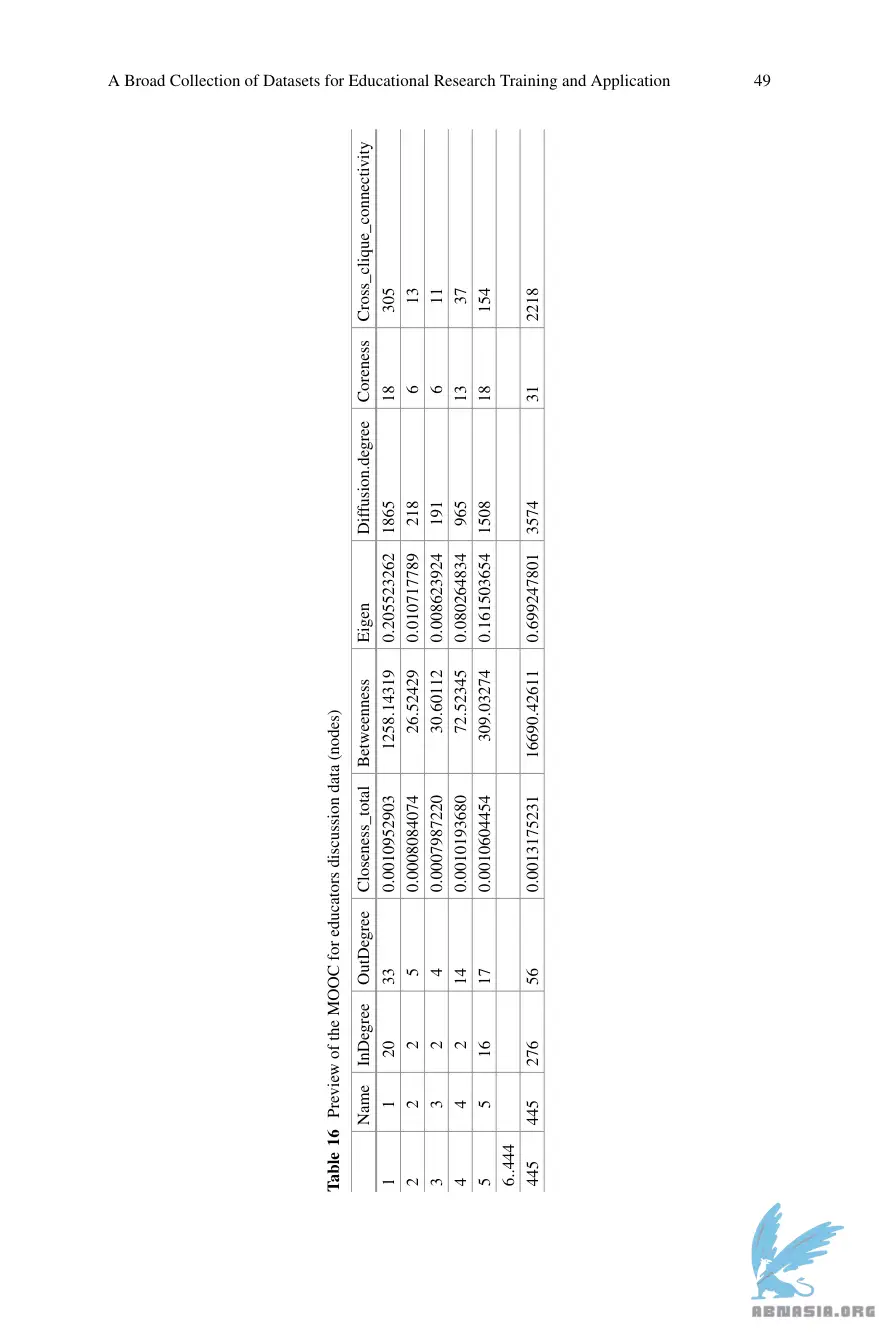 A Broad Collection of Datasets for Educational Research Training and Application 49
Table 16 Preview of the MOOC for educators discussion data (nodes)
Name InDegree OutDegree Closeness_total Betweenness Eigen Diffusion.degree Coreness Cross_clique_connectivity
1 1 20 33 0.0010952903 1258.14319 0.205523262 1865 18 305
2 2 2 5 0.0008084074 26.52429 0.010717789 218 6 13
3 3 2 4 0.0007987220 30.60112 0.008623924 191 6 11
4 4 2 14 0.0010193680 72.52345 0.080264834 965 13 37
5 5 16 17 0.0010604454 309.03274 0.161503654 1508 18 154
6..444
445 445 276 56 0.0013175231 16690.42611 0.699247801 3574 31 2218
ABNASIA.ORG